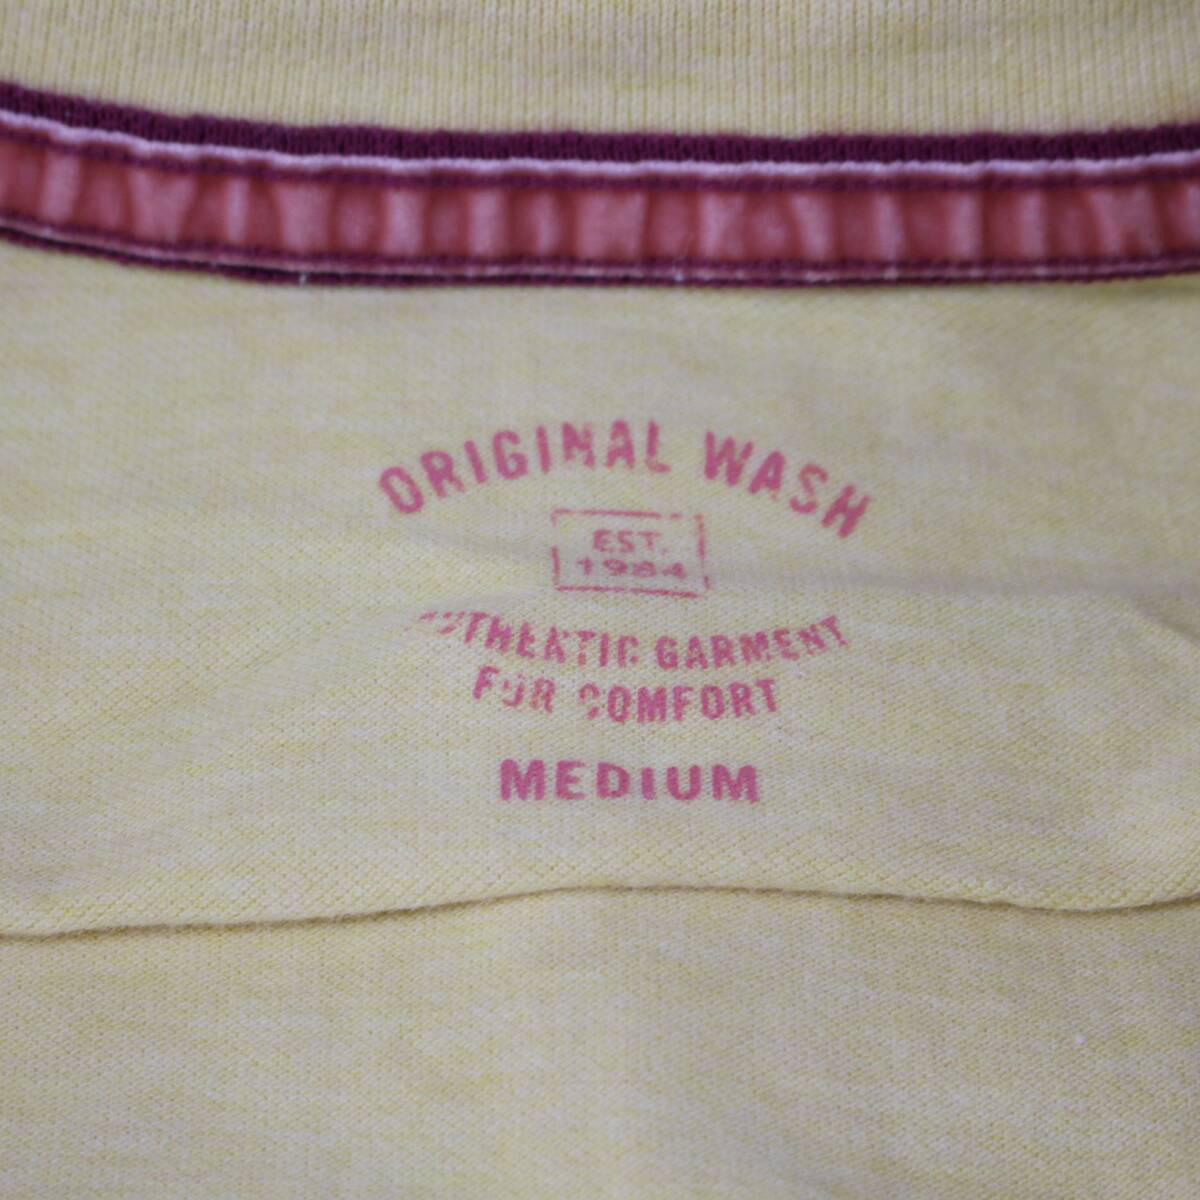 ORIGINAL WASH
EST.
1984
AUTHENTIC GARMENT
FOR COMFORT
MEDIUM